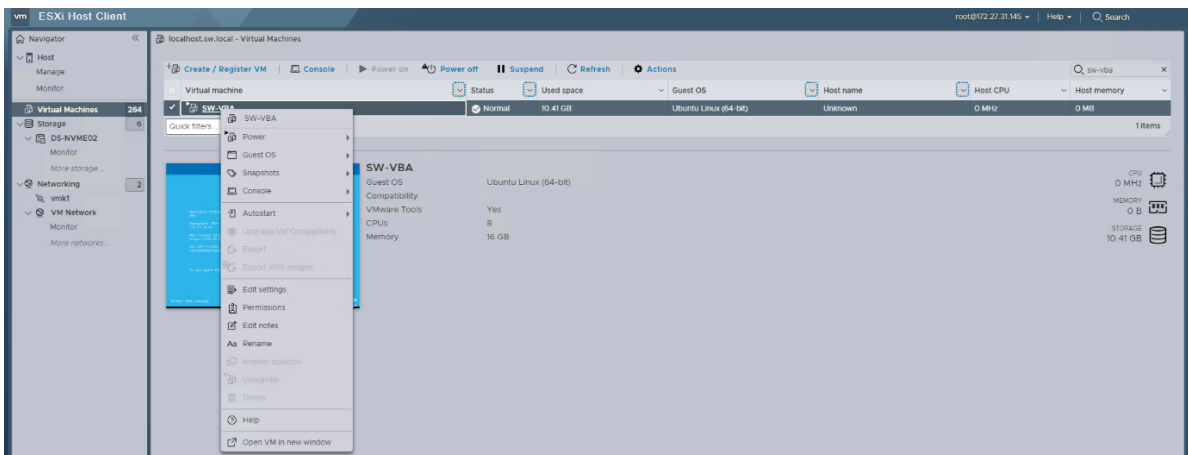 vm ESXi Host Client root@172.27.31.145 Help Search
Navigator localhost.sw.local - Virtual Machines
Host
Manage
Monitor
Virtual Machines 264
Storage 6
DS-NVME02
Monitor
More storage...
Networking 2
vmk1
VM Network
Monitor
More networks...
Create / Register VM Console Power on Power off Suspend Refresh Actions sw-vba
Virtual machine Status Used space Guest OS Host name Host CPU Host memory
SW-VBA Normal 10.41 GB Ubuntu Linux (64-bit) Unknown 0 MHz 0 MB
Quick filters... 1 items
SW-VBA
Power
Guest OS
Snapshots
Console
Autostart
Upgrade VM Compatibility
Export
Export With Images
Edit settings
Permissions
Edit notes
Aa Rename
Answer question
Unregister
Delete
Help
Open VM in new window
SW-VBA
Guest OS Ubuntu Linux (64-bit)
Compatibility
VMware Tools Yes
CPUs 8
Memory 16 GB
CPU
0 MHz
MEMORY
0 B
STORAGE
10.41 GB